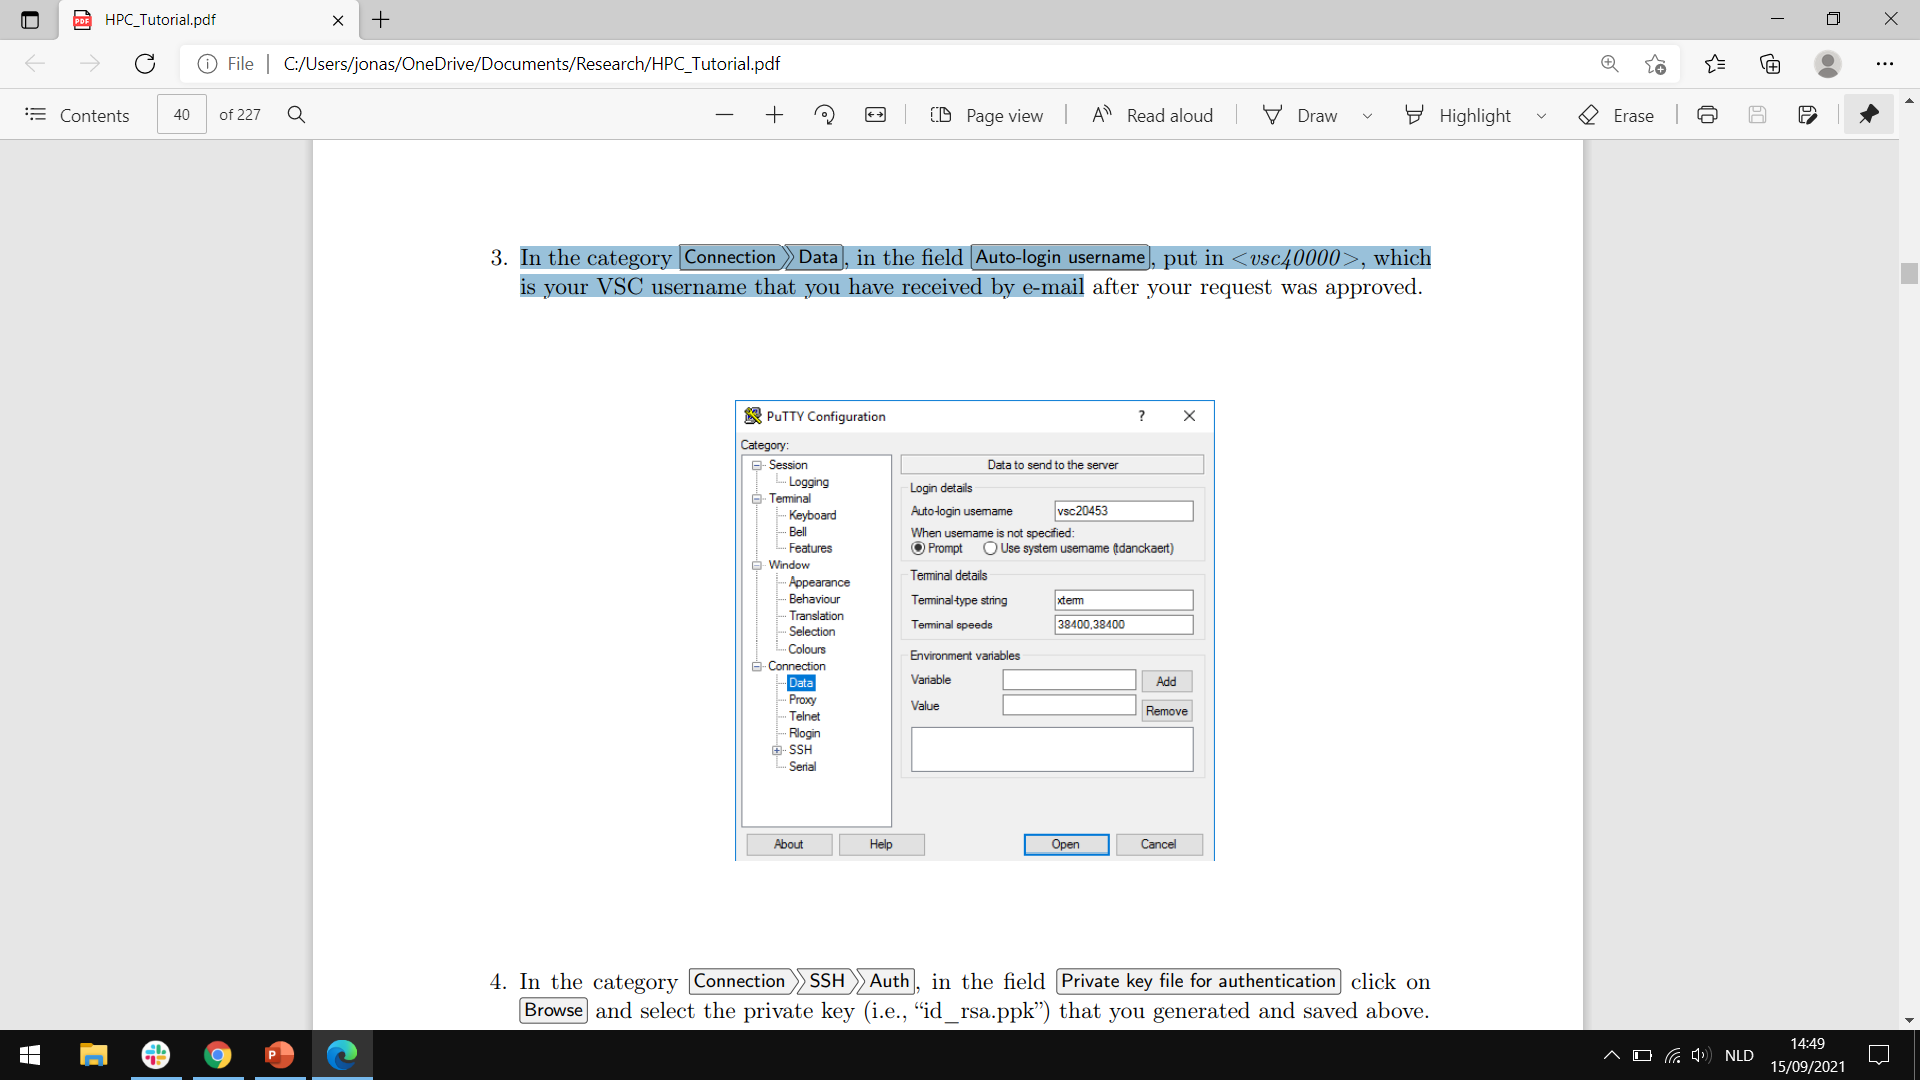 HPC_Tutorial.pdf
File C:/Users/jonas/OneDrive/Documents/Research/HPC_Tutorial.pdf
Contents 40 of 227 Page view Read aloud Draw Highlight Erase
3. In the category Connection Data, in the field Auto-login username, put in <vsc40000>, which
is your VSC username that you have received by e-mail after your request was approved.
PuTTY Configuration ?
Category:
Session
Logging
Terminal
Keyboard
Bell
Features
Window
Appearance
Behaviour
Translation
Selection
Colours
Connection
Data
Proxy
Telnet
Rlogin
SSH
Serial
Data to send to the server
Login details
Auto-login username vsc20453
When username is not specified:
Prompt Use system username (tdanckaert)
Terminal details
Terminal-type string xterm
Terminal speeds 38400,38400
Environment variables
Variable Add
Value Remove
About Help Open Cancel
4. In the category Connection SSH Auth, in the field Private key file for authentication click on
Browse and select the private key (i.e., “id_rsa.ppk”) that you generated and saved above.
NLD 14:49
15/09/2021